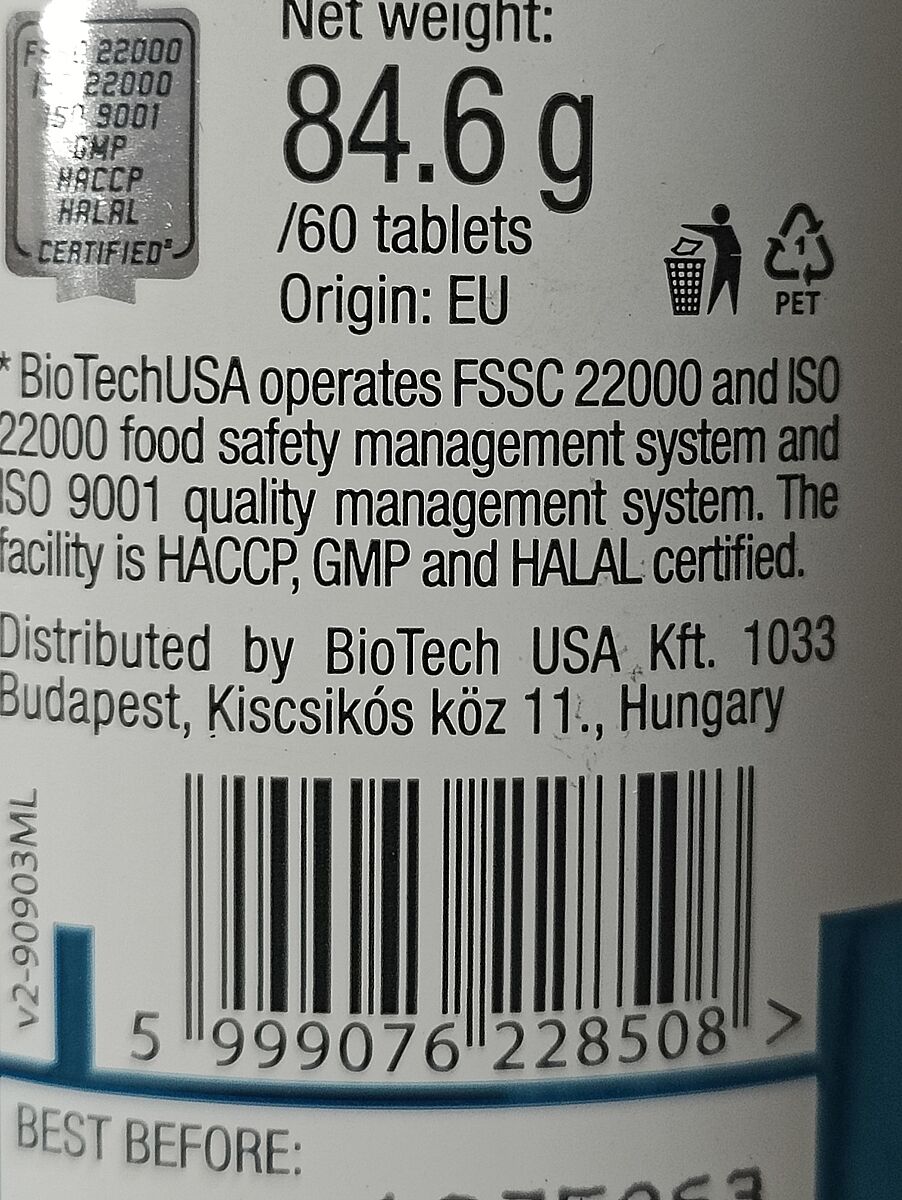 22000
22000
ISO 9001
GMP
HACCP
HALAL
CERTIFIED*
Net weight:
84.6 g
/60 tablets
Origin: EU
1
PET
* BioTechUSA operates FSSC 22000 and ISO
22000 food safety management system and
ISO 9001 quality management system. The
facility is HACCP, GMP and HALAL certified.
Distributed by BioTech USA Kft. 1033
Budapest, Kiscsikós köz 11., Hungary
v2-90903ML
5 999076 228508 >
BEST BEFORE: